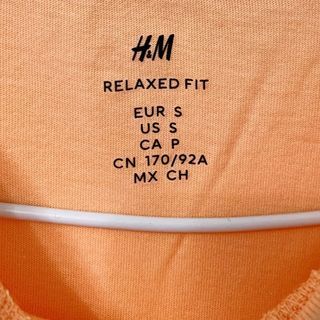 H&M
RELAXED FIT
EUR S
US S
CA P
CN 170/92A
MX CH